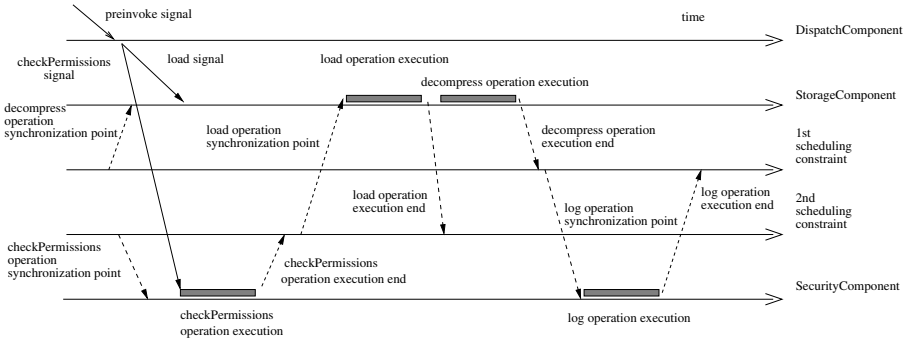 preinvoke signal
time
DispatchComponent
checkPermissions
signal
load signal
load operation execution
decompress operation execution
StorageComponent
decompress
operation
synchronization point
load operation
synchronization point
decompress operation
execution end
1st
scheduling
constraint
load operation
execution end
log operation
synchronization point
log operation
execution end
2nd
scheduling
constraint
checkPermissions
operation
synchronization point
checkPermissions
operation execution end
SecurityComponent
checkPermissions
operation execution
log operation execution